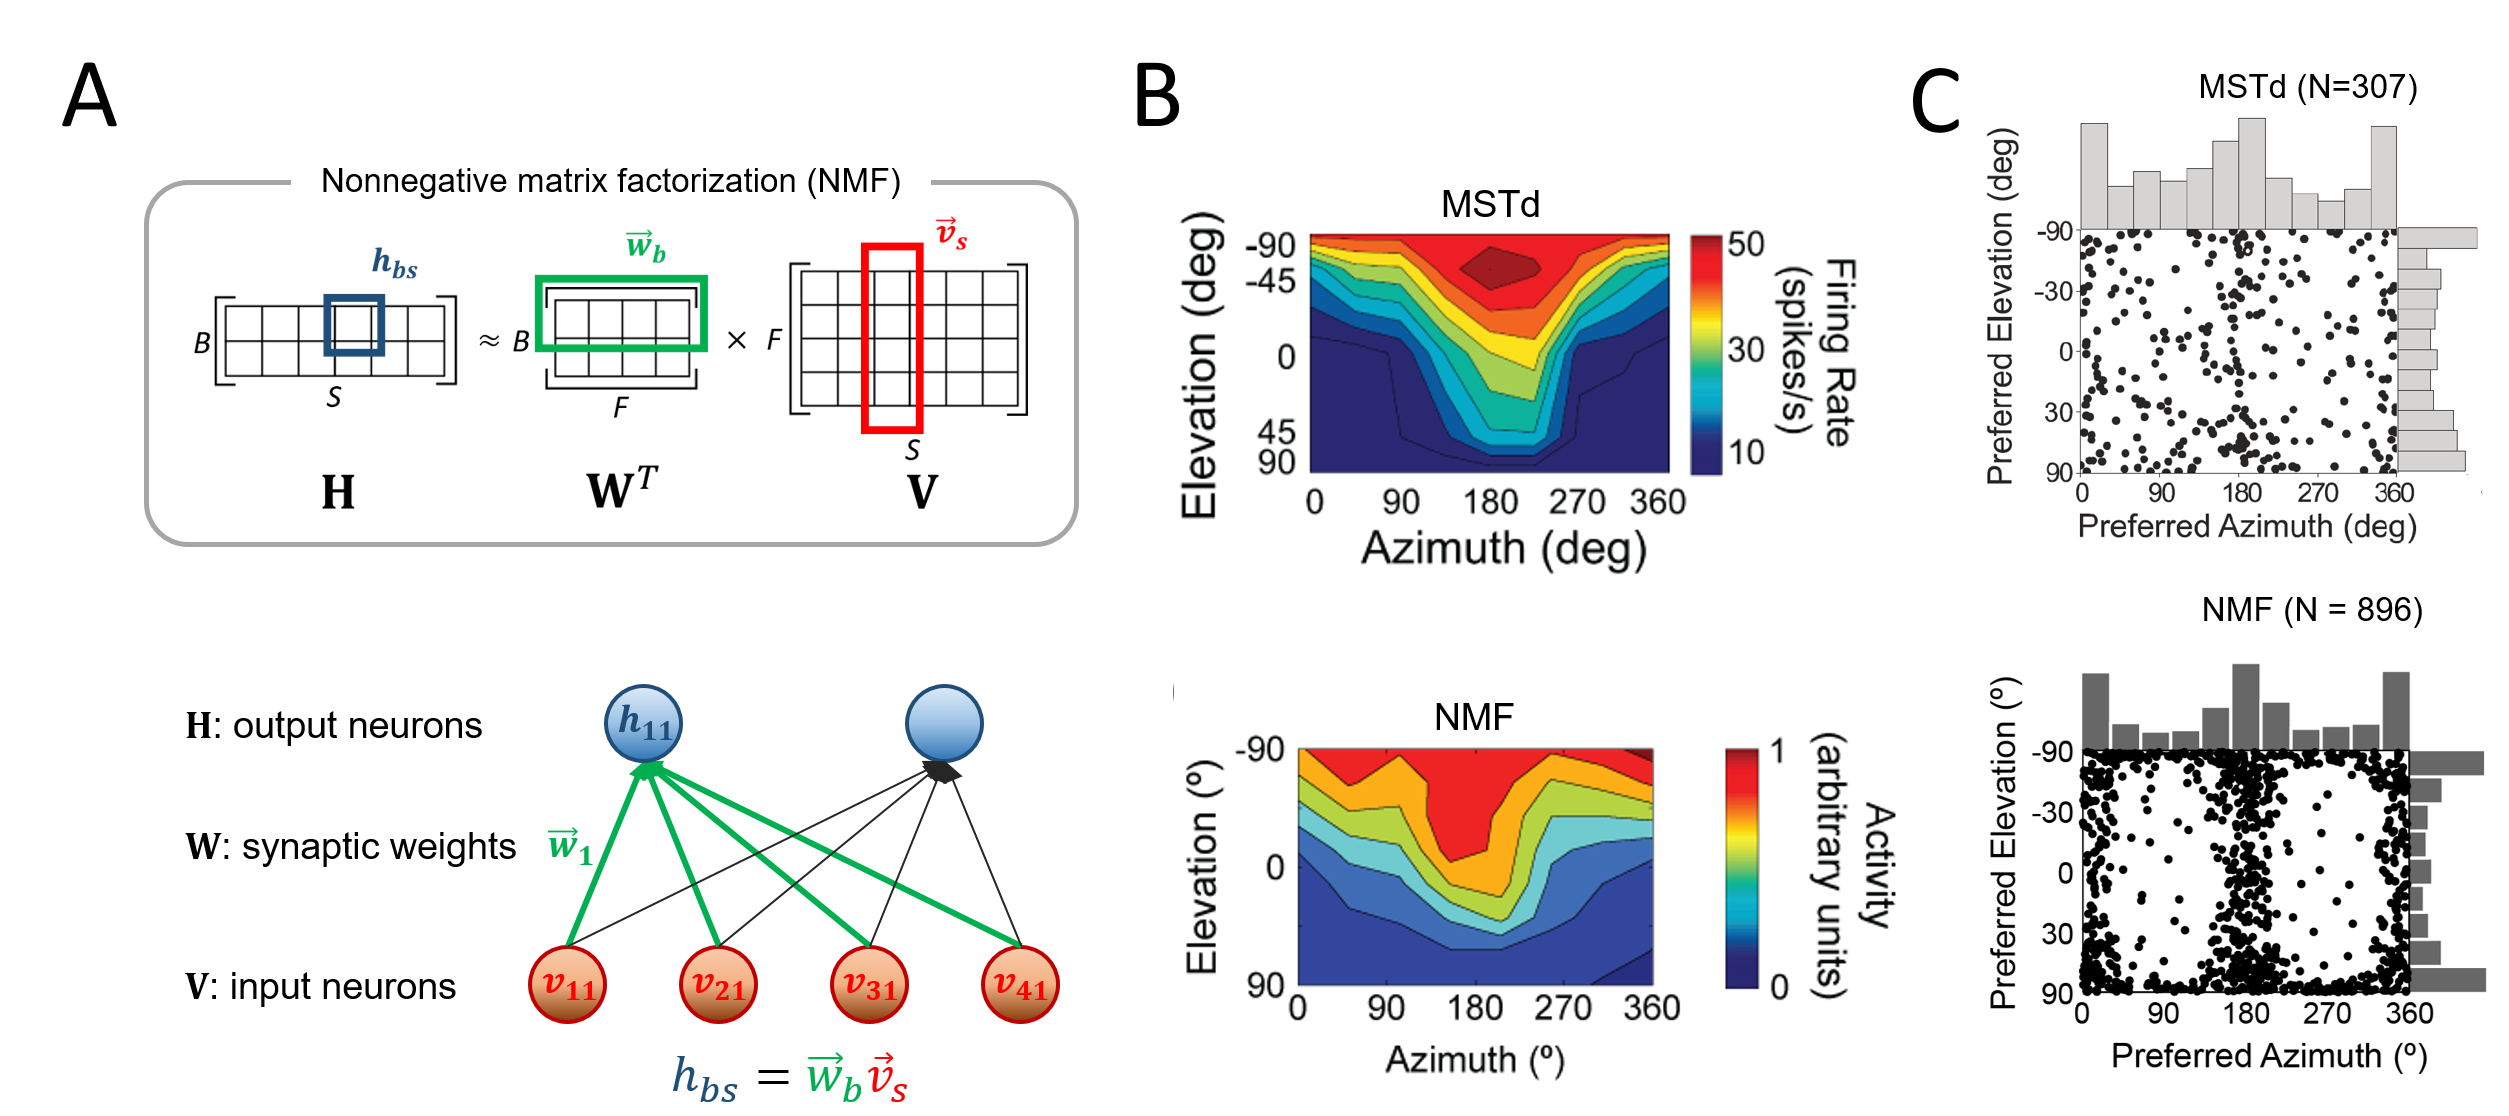 A
Nonnegative matrix factorization (NMF)
h_bs
w_b
v_s
B
S
≈ B
F
× F
S
H
W^T
V
H: output neurons
h_11
W: synaptic weights
w_1
V: input neurons
v_11 v_21 v_31 v_41
h_bs = w_b v_s
B
MSTd
Elevation (deg)
-90
-45
0
45
90
0 90 180 270 360
Azimuth (deg)
50
30
10
Firing Rate
(spikes/s)
NMF
Elevation (º)
-90
0
90
0 90 180 270 360
Azimuth (º)
1
0
Activity
(arbitrary units)
C
MSTd (N=307)
Preferred Elevation (deg)
-90
-30
0
30
90
0 90 180 270 360
Preferred Azimuth (deg)
NMF (N = 896)
Preferred Elevation (º)
-90
-30
0
30
90
0 90 180 270 360
Preferred Azimuth (º)